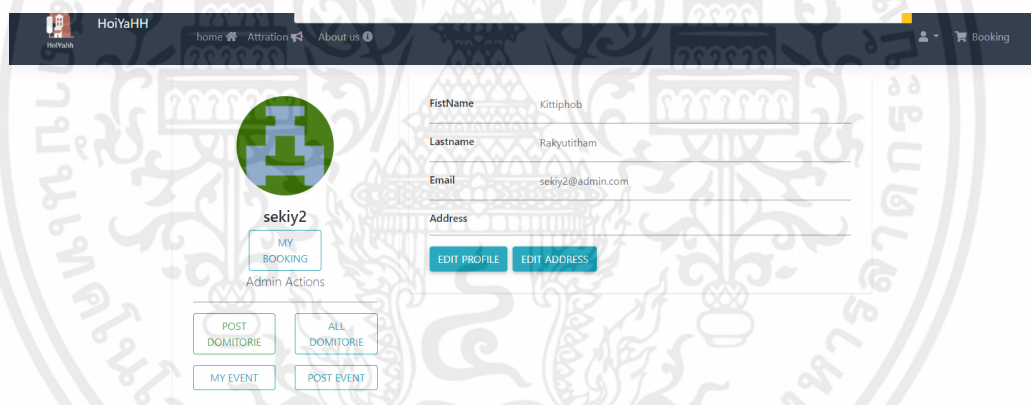 HoiYaHH
HoiYahh
home Attration About us
Booking
FistName Kittiphob
Lastname Rakyutitham
Email sekiy2@admin.com
Address
EDIT PROFILE EDIT ADDRESS
sekiy2
MY
BOOKING
Admin Actions
POST
DOMITORIE
ALL
DOMITORIE
MY EVENT POST EVENT